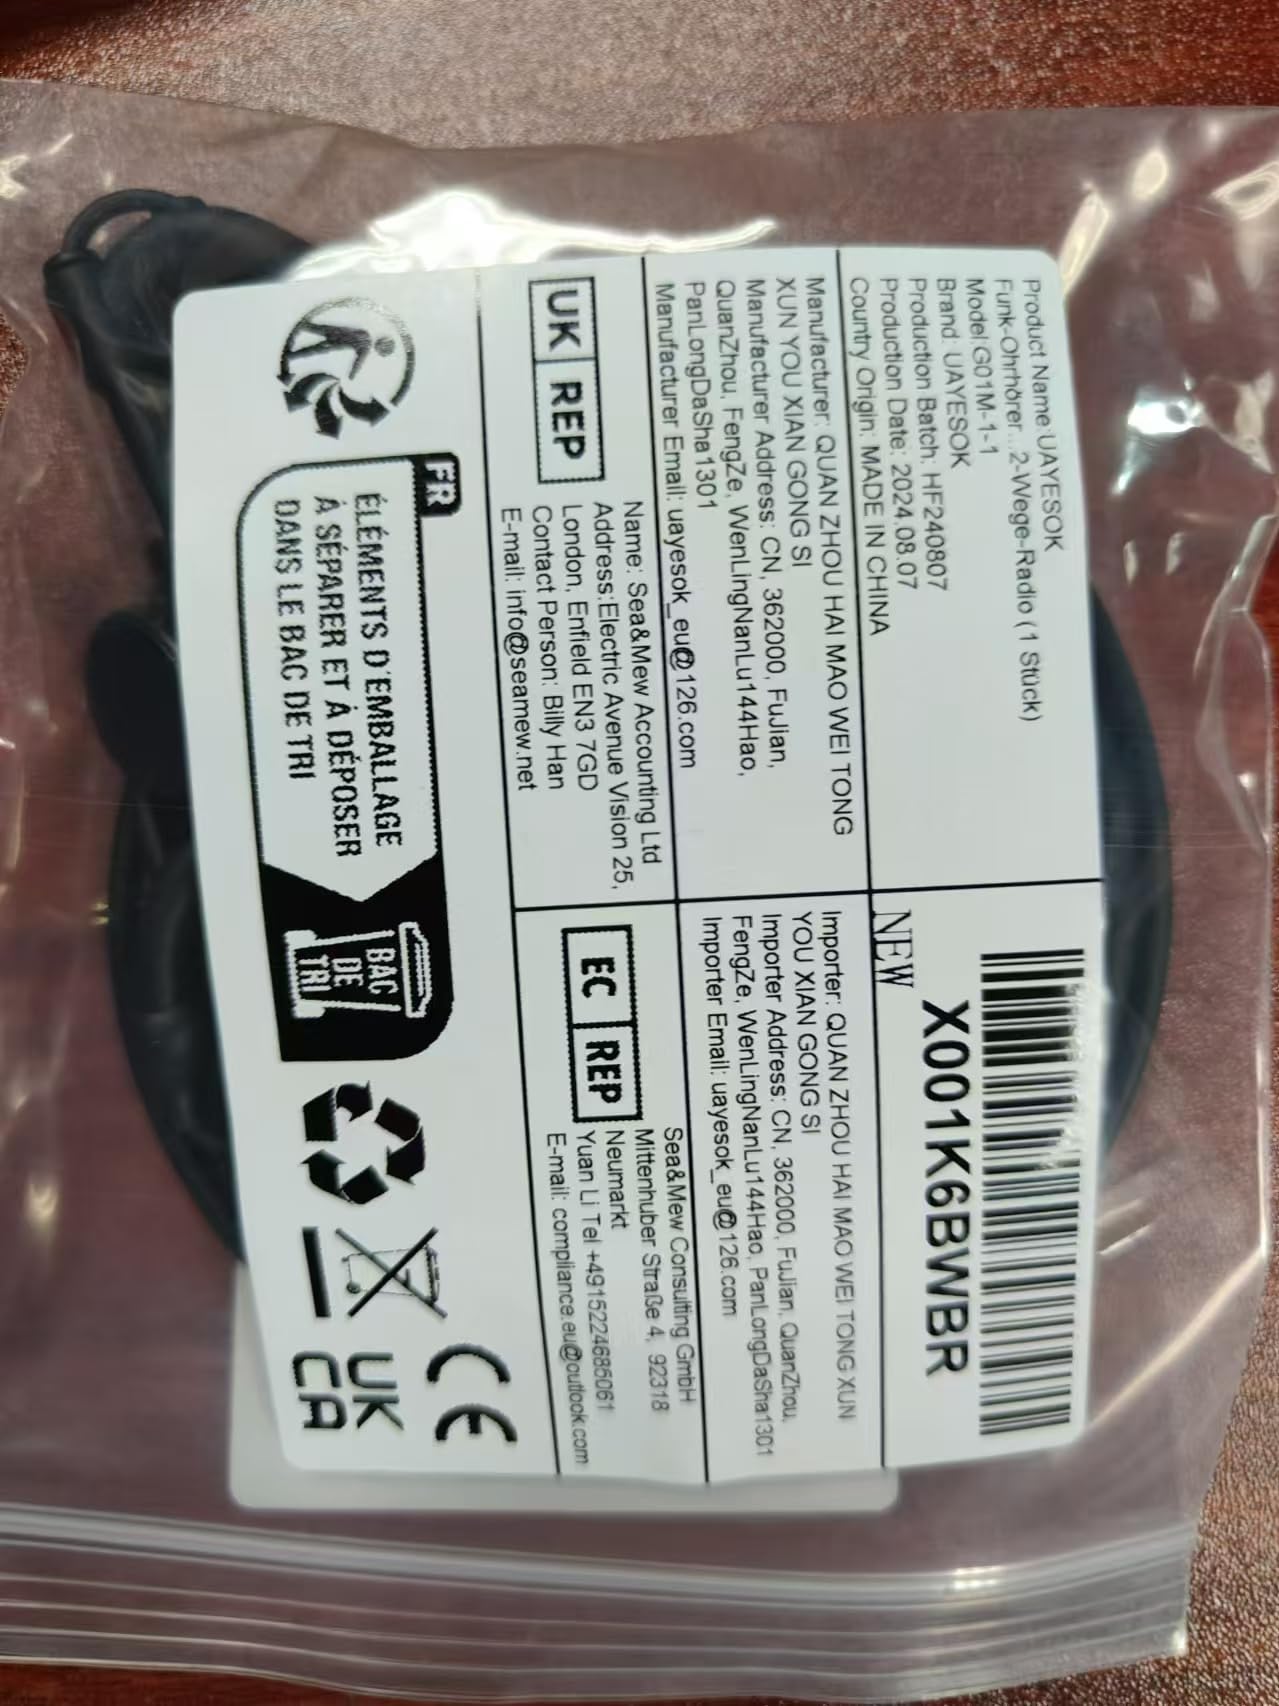 Product Name:UAYESOK
Funk-Ohrhörer... 2-Wege-Radio (1 Stück)
Model:G01M-1-1
Brand: UAYESOK
Production Batch: HF240807
Production Date: 2024.08.07
Country Origin: MADE IN CHINA
X001K6BWBR
NEW
Manufacturer: QUAN ZHOU HAI MAO WEI TONG
XUN YOU XIAN GONG SI
Manufacturer Address: CN, 362000, FuJian,
QuanZhou, FengZe, WenLingNanLu144Hao,
PanLongDaSha1301
Manufacturer Email: uayesok_eu@126.com
Importer: QUAN ZHOU HAI MAO WEI TONG XUN
YOU XIAN GONG SI
Importer Address: CN, 362000, FuJian, QuanZhou,
FengZe, WenLingNanLu144Hao, PanLongDaSha1301
Importer Email: uayesok_eu@126.com
UK REP
Name: Sea&Mew Accounting Ltd
Address:Electric Avenue Vision 25,
London, Enfield EN3 7GD
Contact Person: Billy Han
E-mail: info@seamew.net
EC REP
Sea&Mew Consulting GmbH
Mittenhuber Straße 4, 92318
Neumarkt
Yuan Li Tel +4915224685061
E-mail: compliance.eu@outlook.com
FR
ÉLÉMENTS D'EMBALLAGE
À SÉPARER ET À DÉPOSER
DANS LE BAC DE TRI
BAC
DE
TRI
CE
UK
CA